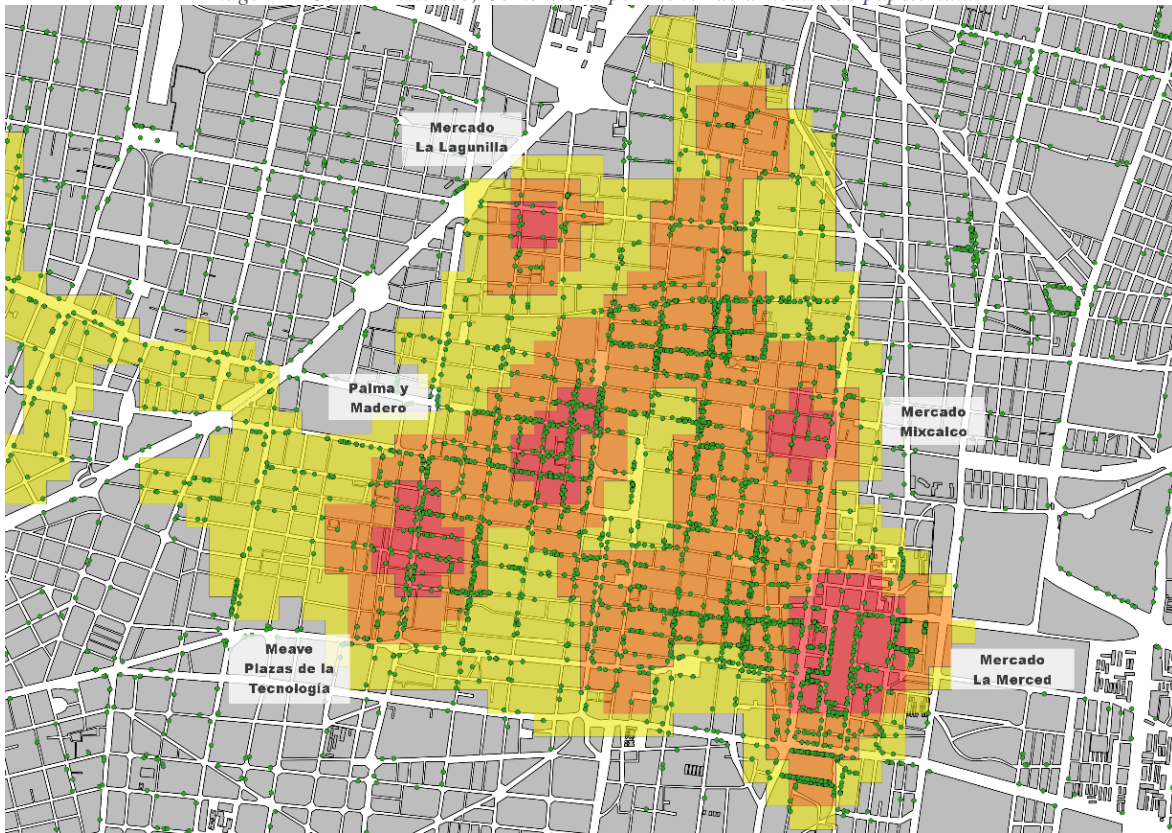 Mercado
La Lagunilla
Palma y
Madero
Mercado
Mixcalco
Meave
Plazas de la
Tecnología
Mercado
La Merced